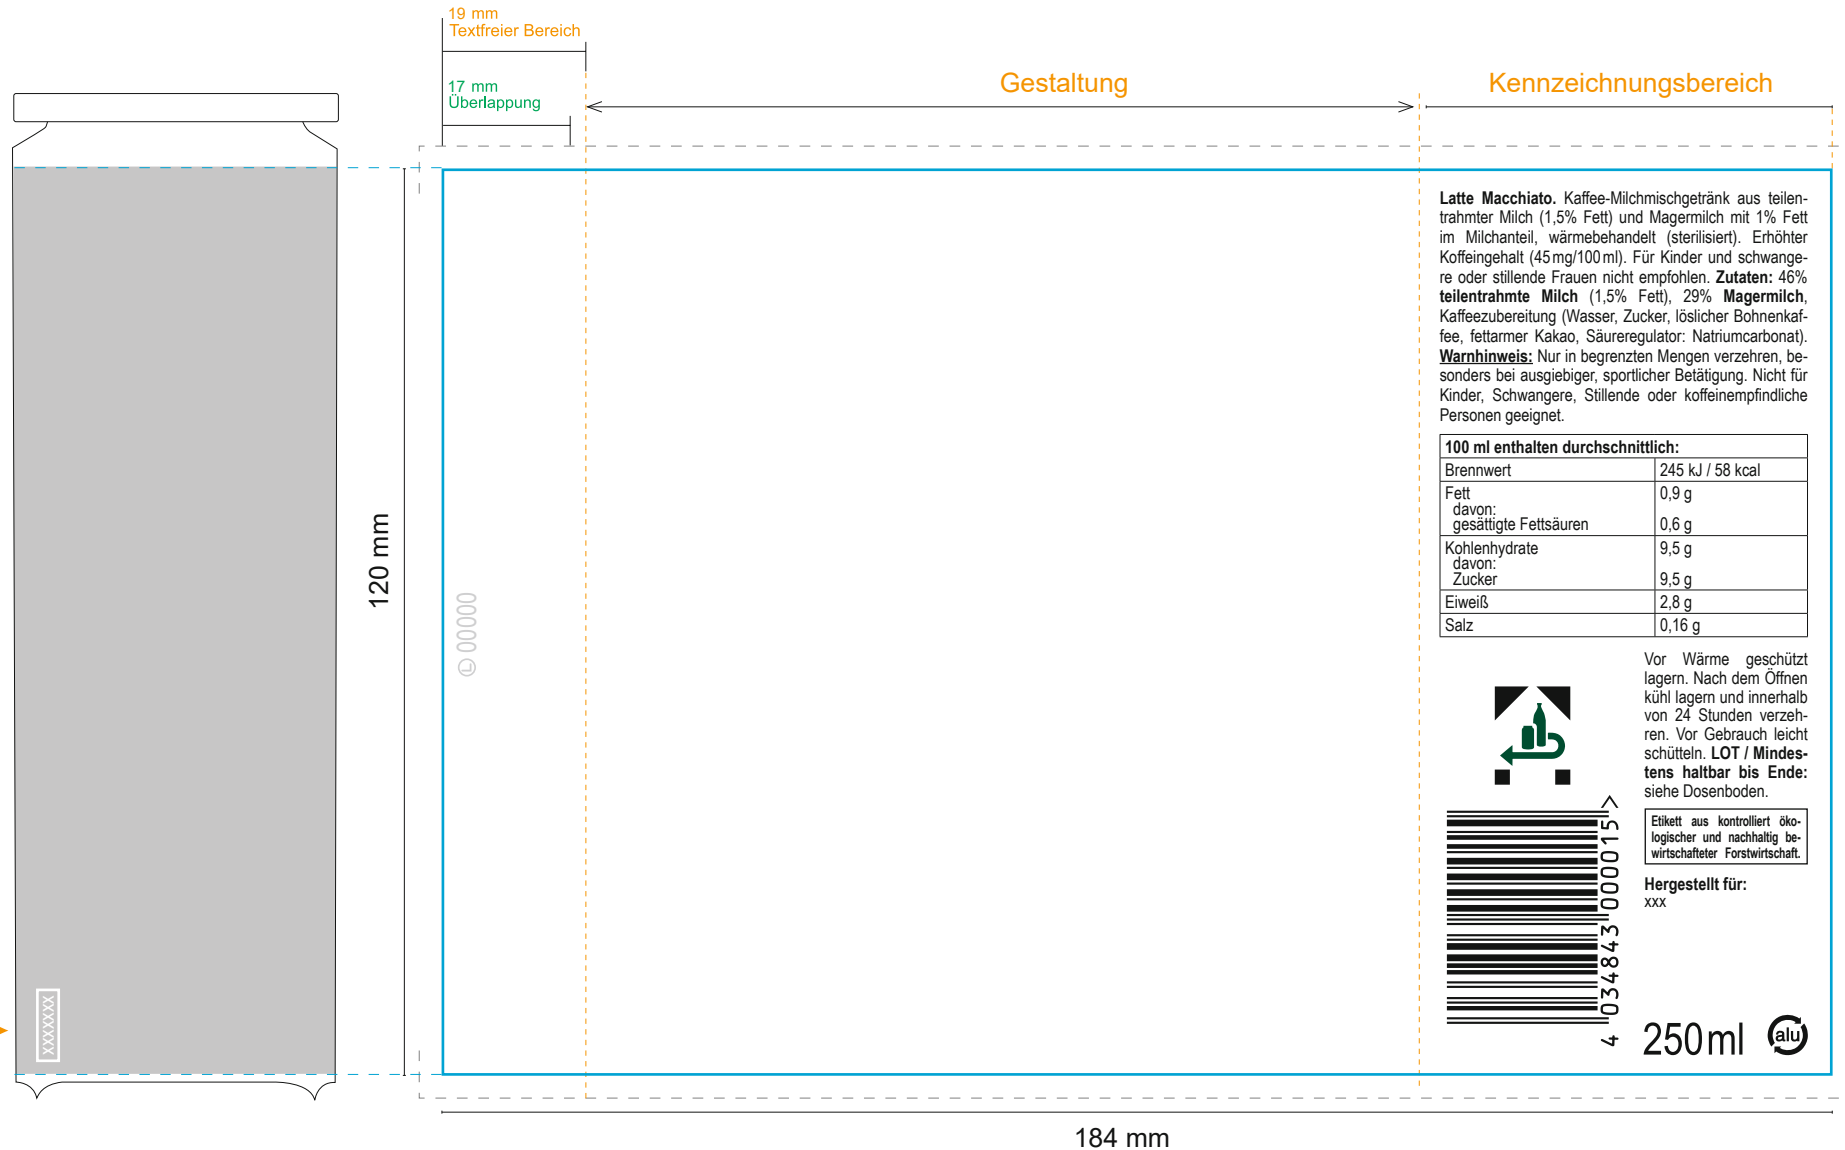 19 mm
Textfreier Bereich
17 mm
Überlappung
Gestaltung
Kennzeichnungsbereich
120 mm
XXXXXXX
Ⓛ 00000
Latte Macchiato. Kaffee-Milchmischgetränk aus teilen-
trahmter Milch (1,5% Fett) und Magermilch mit 1% Fett
im Milchanteil, wärmebehandelt (sterilisiert). Erhöhter
Koffeingehalt (45 mg/100 ml). Für Kinder und schwange-
re oder stillende Frauen nicht empfohlen. Zutaten: 46%
teilentrahmte Milch (1,5% Fett), 29% Magermilch,
Kaffeezubereitung (Wasser, Zucker, löslicher Bohnenkaf-
fee, fettarmer Kakao, Säureregulator: Natriumcarbonat).
Warnhinweis: Nur in begrenzten Mengen verzehren, be-
sonders bei ausgiebiger, sportlicher Betätigung. Nicht für
Kinder, Schwangere, Stillende oder koffeinempfindliche
Personen geeignet.
100 ml enthalten durchschnittlich:
Brennwert 245 kJ / 58 kcal
Fett 0,9 g
davon:
gesättigte Fettsäuren 0,6 g
Kohlenhydrate 9,5 g
davon:
Zucker 9,5 g
Eiweiß 2,8 g
Salz 0,16 g
Vor Wärme geschützt
lagern. Nach dem Öffnen
kühl lagern und innerhalb
von 24 Stunden verzeh-
ren. Vor Gebrauch leicht
schütteln. LOT / Mindes-
tens haltbar bis Ende:
siehe Dosenboden.
Etikett aus kontrolliert öko-
logischer und nachhaltig be-
wirtschafteter Forstwirtschaft.
Hergestellt für:
xxx
4 034843 000015 >
250 ml
alu
184 mm